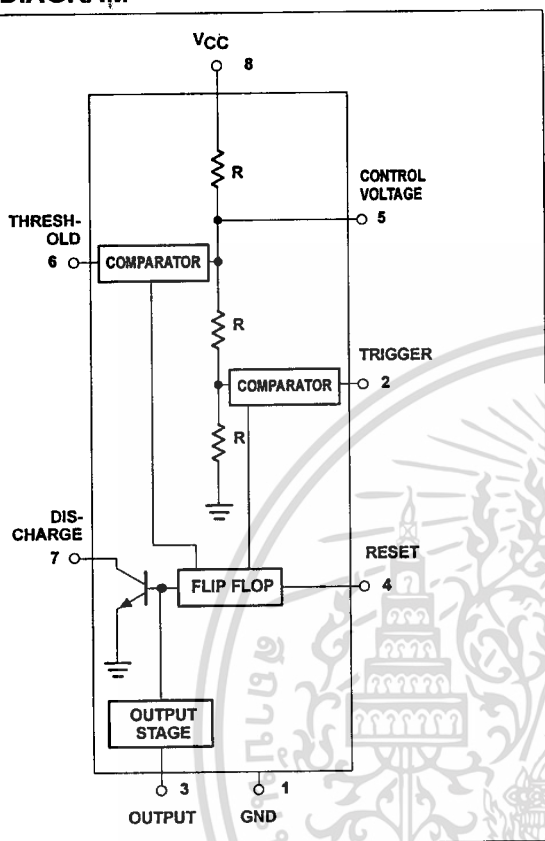 DIAGRAM
VCC
8
R
CONTROL
VOLTAGE
5
THRESH-
OLD
6
COMPARATOR
R
TRIGGER
COMPARATOR
2
R
DIS-
CHARGE
7
RESET
FLIP FLOP
4
OUTPUT
STAGE
3
1
OUTPUT
GND